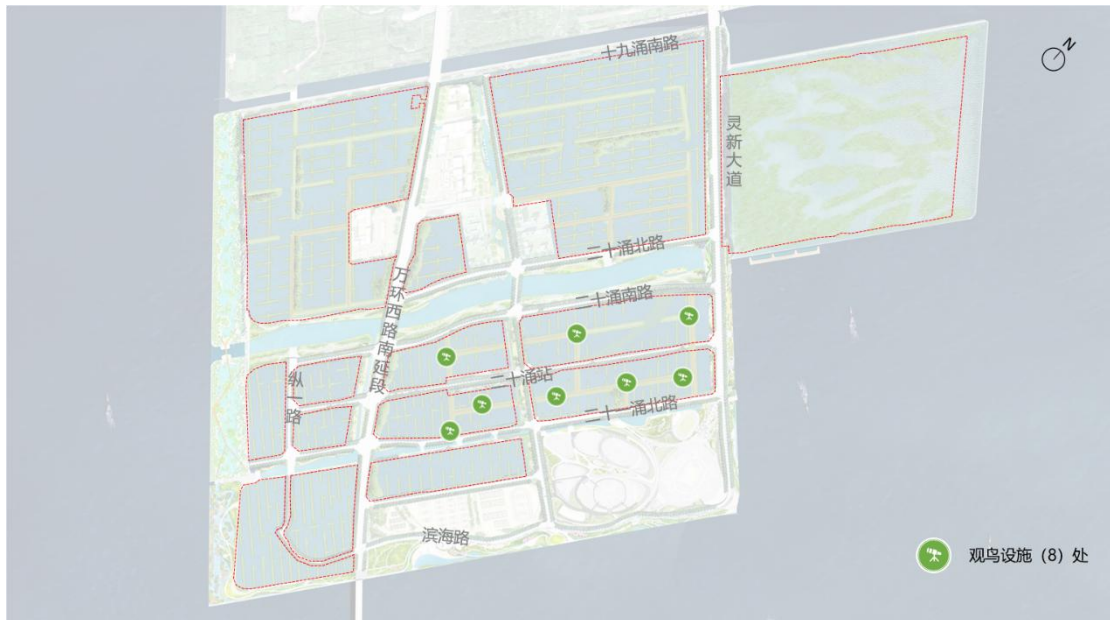 十九涌南路
N
灵新大道
二十涌北路
万环西路南延段
二十涌南路
纵一路
二十涌站
二十一涌北路
滨海路
观鸟设施（8）处